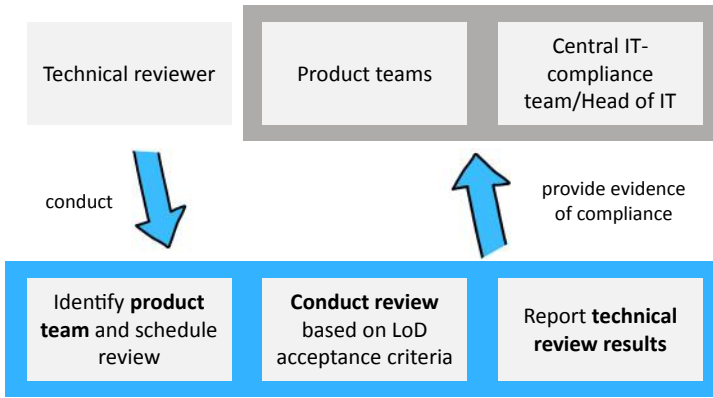 Technical reviewer
Product teams
Central IT-
compliance
team/Head of IT
conduct
provide evidence
of compliance
Identify product
team and schedule
review
Conduct review
based on LoD
acceptance criteria
Report technical
review results